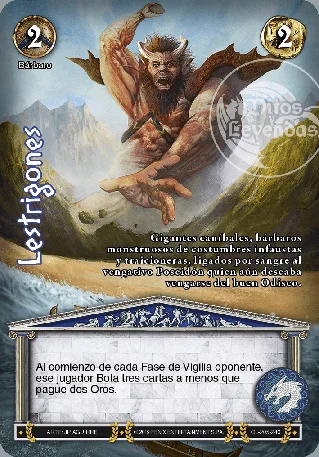 2
2
Bárbaro
Mitos y
Leyendas
Lestrigones
Gigantes caníbales, bárbaros
monstruosos de costumbres infaustas
y traicioneras, ligados por sangre al
vengativo Poseidón quien aún deseaba
vengarse del buen Odiseo.
Al comienzo de cada Fase de Vigilia oponente,
ese jugador Bota tres cartas a menos que
pague dos Oros.